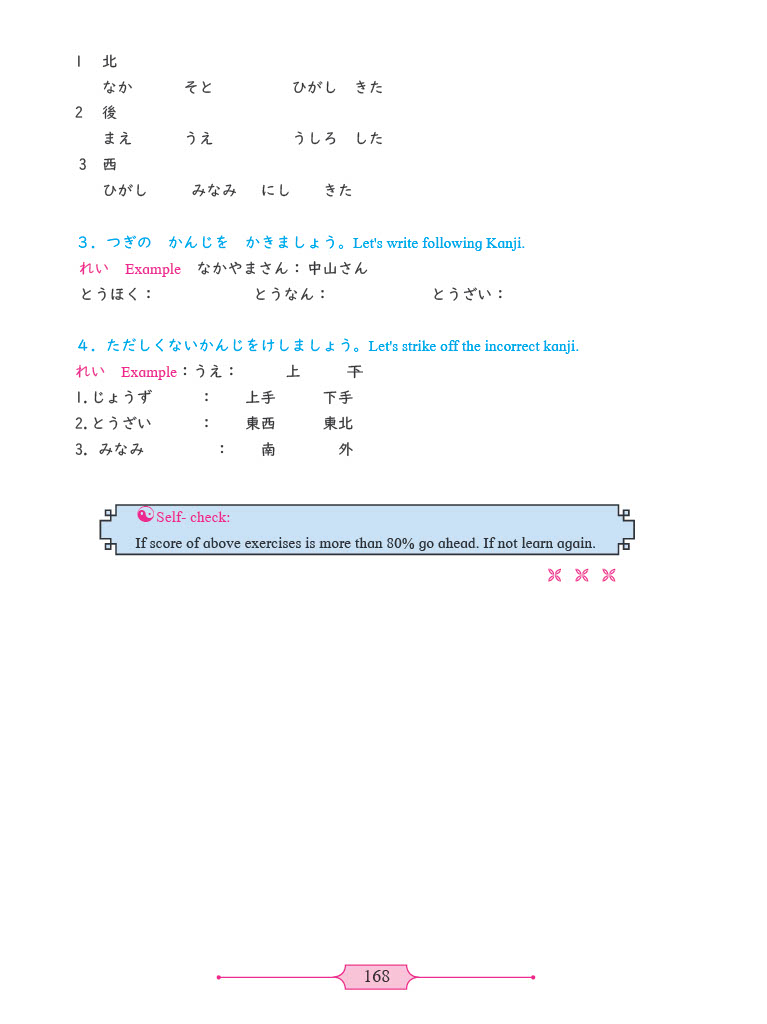 1 北
なか そと ひがし きた
2 後
まえ うえ うしろ した
3 西
ひがし みなみ にし きた
3. つぎの かんじを かきましょう。Let's write following Kanji.
れい Example なかやまさん：中山さん
とうほく： とうなん： とうざい：
4. ただしくないかんじをけしましょう。Let's strike off the incorrect kanji.
れい Example：うえ： 上 下
1. じょうず ： 上手 下手
2. とうざい ： 東西 東北
3. みなみ ： 南 外
Self- check:
If score of above exercises is more than 80% go ahead. If not learn again.
168